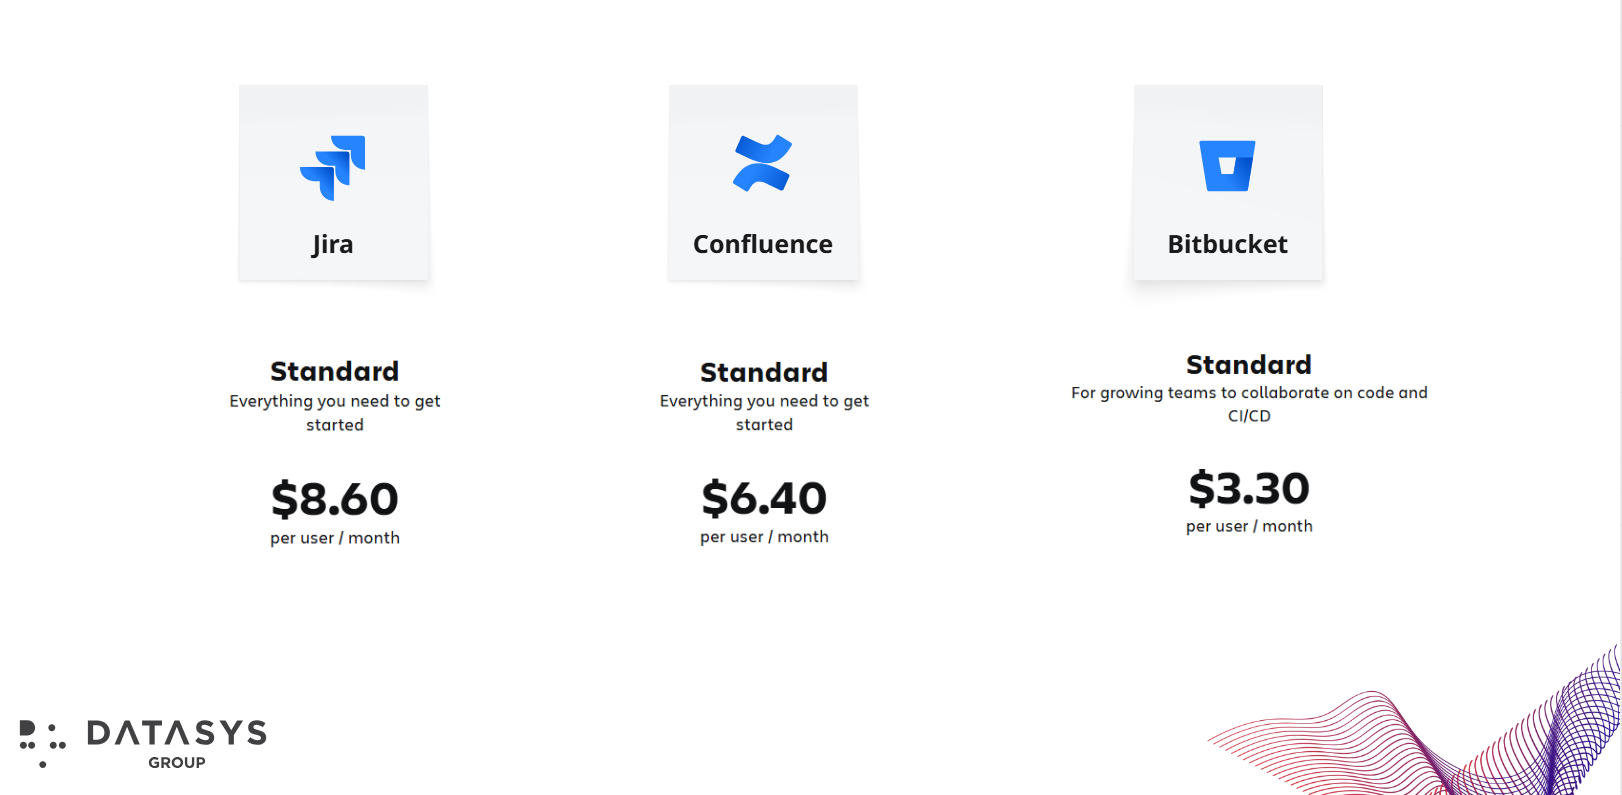 Jira
Confluence
Bitbucket
Standard
Everything you need to get
started
$8.60
per user / month
Standard
Everything you need to get
started
$6.40
per user / month
Standard
For growing teams to collaborate on code and
CI/CD
$3.30
per user / month
DATASYS
GROUP